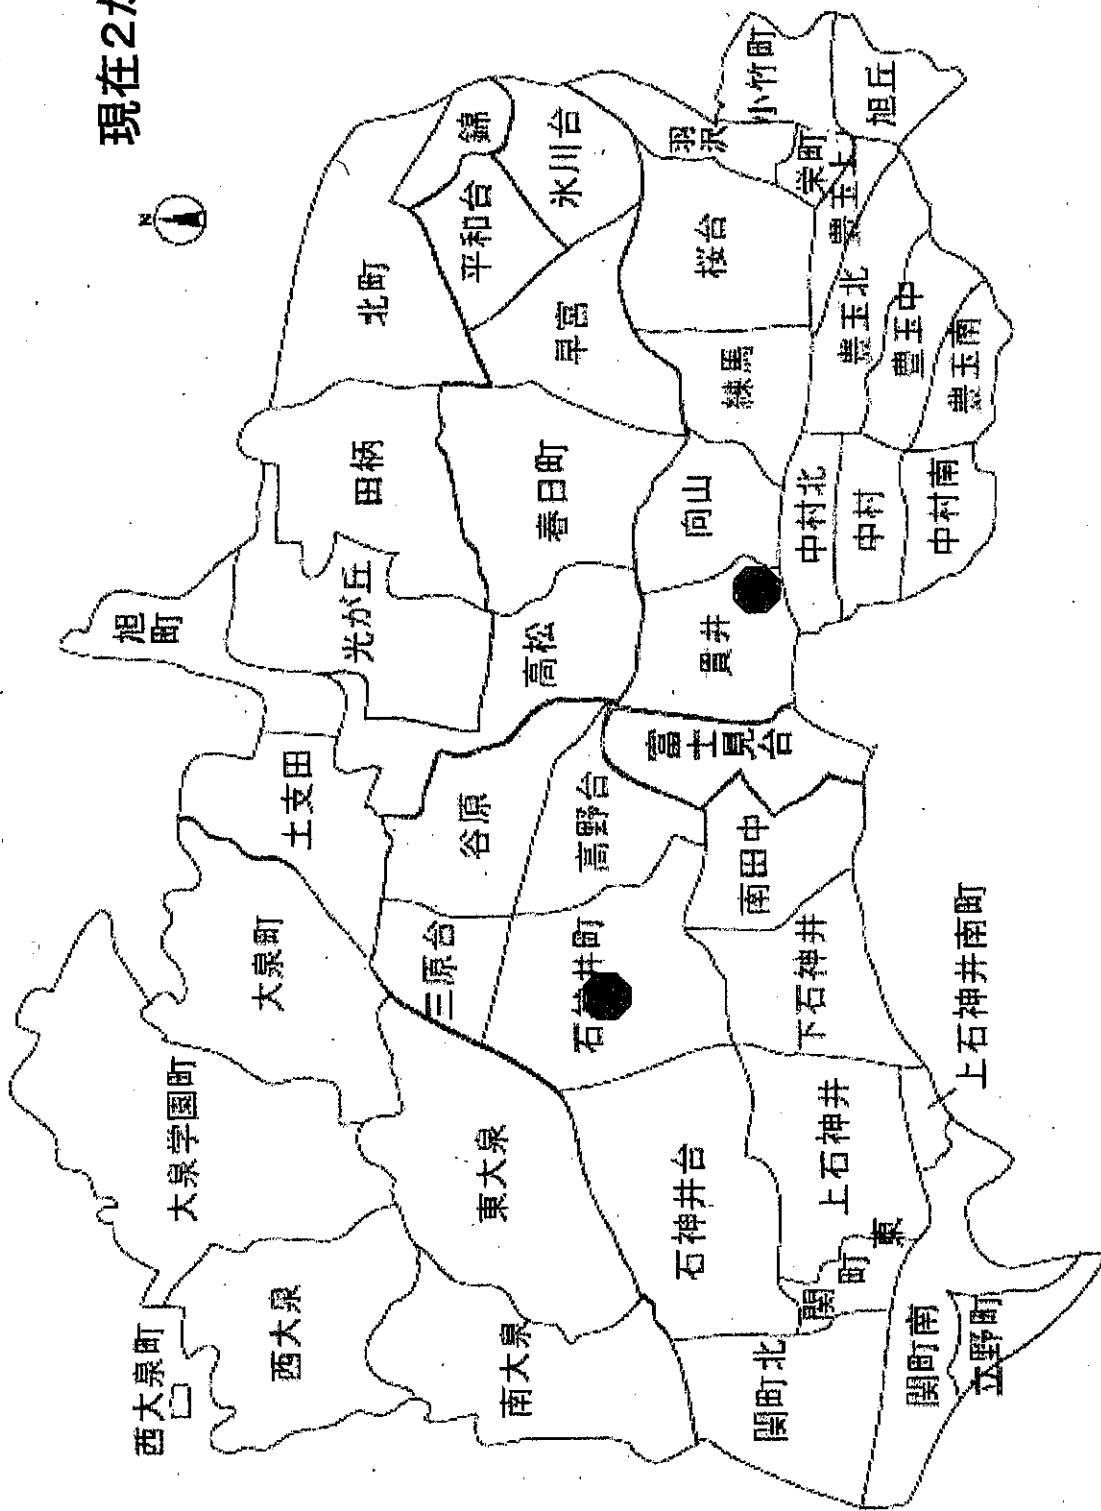 現在2か
N
小竹町
旭丘
羽沢
栄町
豊玉上
錦
氷川台
平和台
桜台
北町
早宮
練馬
豊玉北
豊玉中
豊玉南
田柄
春日町
向山
中村北
中村
中村南
旭町
光が丘
高松
貫井
富士見台
土支田
谷原
高野台
南田中
大泉町
三原台
石神井町
下石神井
上石神井南町
大泉学園町
東大泉
石神井台
上石神井
関町東
西大泉町
西大泉
南大泉
関町北
関町南
立野町